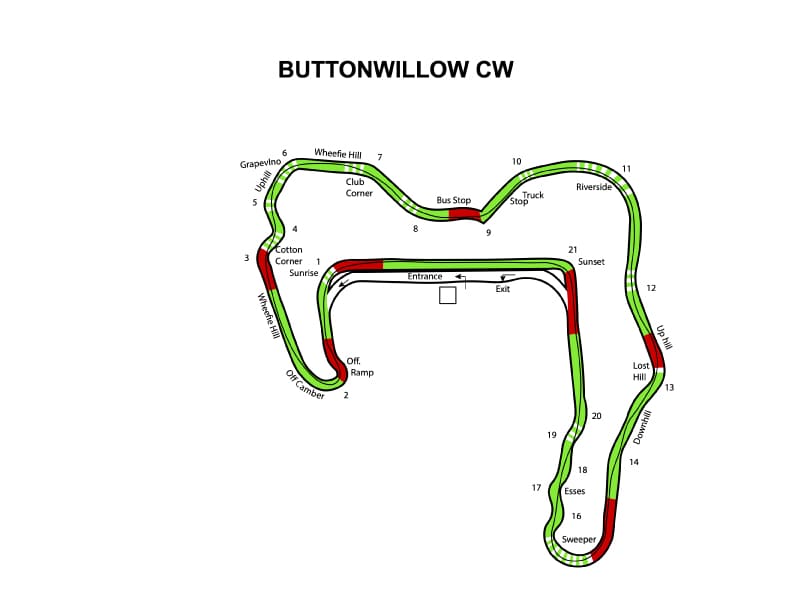 BUTTONWILLOW CW
6
Wheefie Hill
7
Grapevino
Uphill
5
Club
Corner
10
11
Riverside
Truck
Stop
Bus Stop
8
9
4
3
Cotton
Corner
1
Sunrise
21
Sunset
Entrance
Exit
12
Wheefie Hill
Up hill
Off.
Ramp
Lost
Hill
Off Camber
2
13
Downhill
20
19
14
18
17
Esses
16
Sweeper